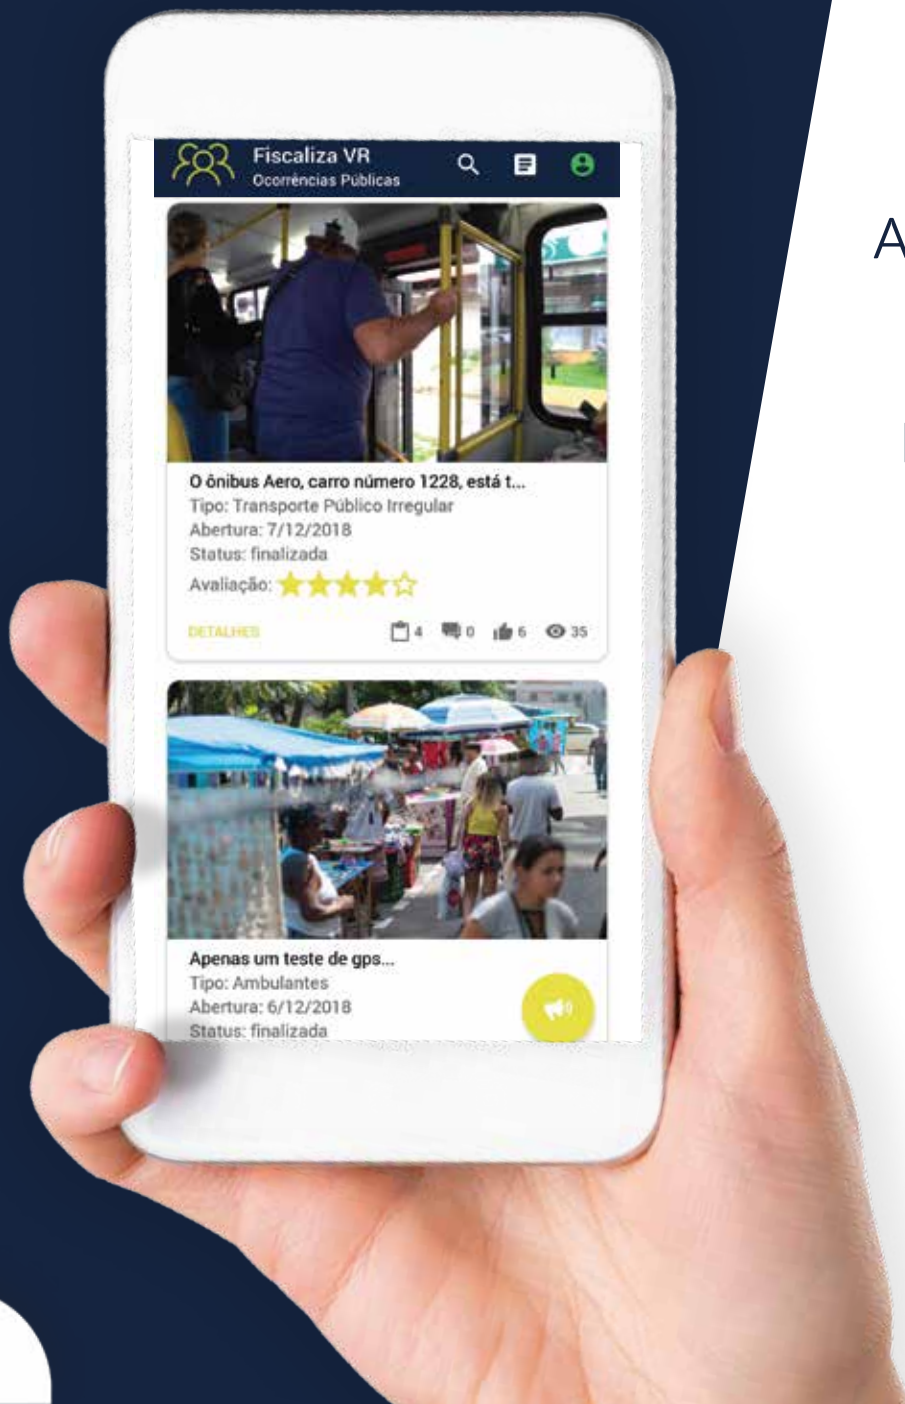 Fiscaliza VR
Ocorrências Públicas
O ônibus Aero, carro número 1228, está t...
Tipo: Transporte Público Irregular
Abertura: 7/12/2018
Status: finalizada
Avaliação:
DETALHES 4 0 6 35
Apenas um teste de gps...
Tipo: Ambulantes
Abertura: 6/12/2018
Status: finalizada
A